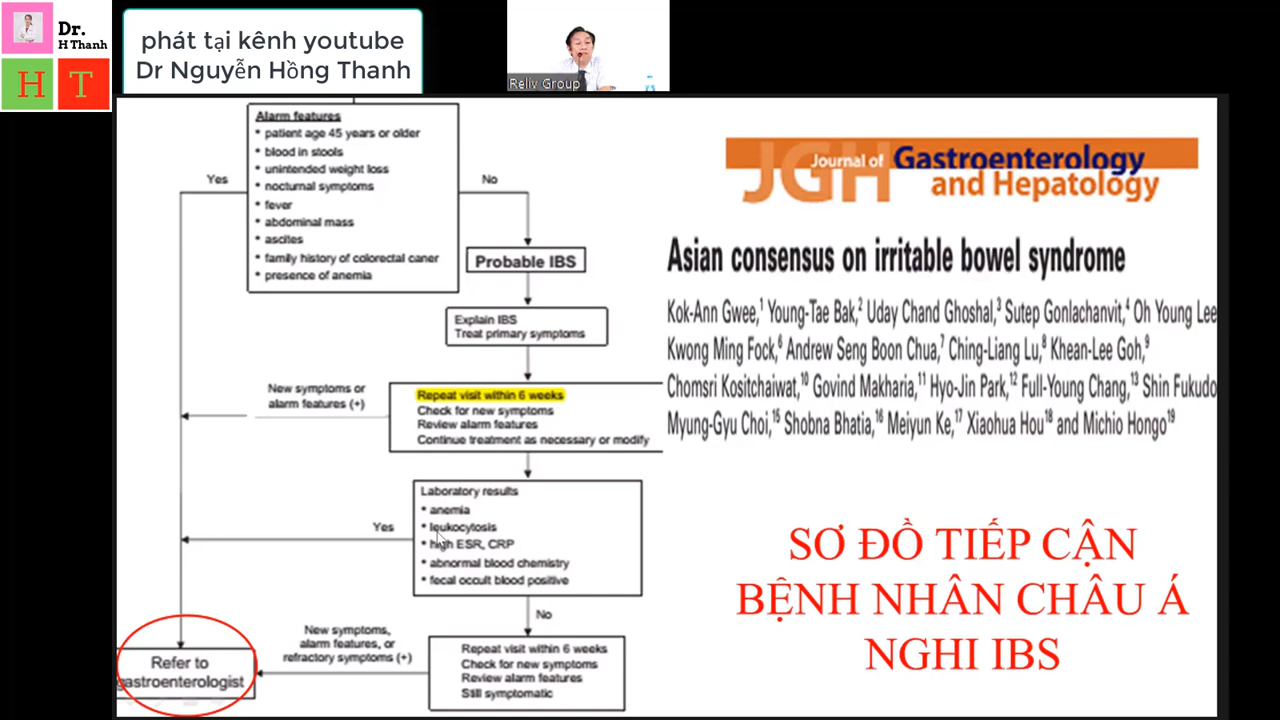 Dr.
H Thanh
H T
phát tại kênh youtube
Dr Nguyễn Hồng Thanh
Reliv Group
Alarm features
* patient age 45 years or older
* blood in stools
* unintended weight loss
* nocturnal symptoms
* fever
* abdominal mass
* ascites
* family history of colorectal caner
* presence of anemia
Yes
No
Probable IBS
Explain IBS
Treat primary symptoms
New symptoms or
alarm features (+)
Repeat visit within 6 weeks
Check for new symptoms
Review alarm features
Continue treatment as necessary or modify
Laboratory results
* anemia
* leukocytosis
* high ESR, CRP
* abnormal blood chemistry
* fecal occult blood positive
Yes
No
New symptoms,
alarm features, or
refractory symptoms (+)
Repeat visit within 6 weeks
Check for new symptoms
Review alarm features
Still symptomatic
Refer to
gastroenterologist
JGH Journal of Gastroenterology
and Hepatology
Asian consensus on irritable bowel syndrome
Kok-Ann Gwee,1 Young-Tae Bak,2 Uday Chand Ghoshal,3 Sutep Gonlachanvit,4 Oh Young Lee
Kwong Ming Fock,6 Andrew Seng Boon Chua,7 Ching-Liang Lu,8 Khean-Lee Goh,9
Chomsri Kositchaiwat,10 Govind Makharia,11 Hyo-Jin Park,12 Full-Young Chang,13 Shin Fukudo
Myung-Gyu Choi,15 Shobna Bhatia,16 Meiyun Ke,17 Xiaohua Hou18 and Michio Hongo19
SƠ ĐỒ TIẾP CẬN
BỆNH NHÂN CHÂU Á
NGHI IBS